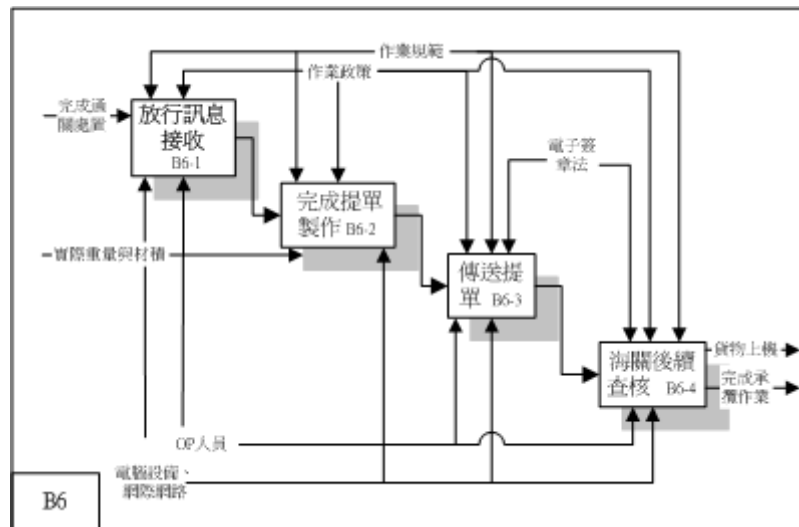 作業規範
作業政策
完成通
關處置
放行訊息
接收
B6-1
電子簽
章法
完成提單
製作 B6-2
實際重量與材積
傳送提
單 B6-3
海關後續
查核 B6-4
貨物上機
完成承
攬作業
OP人員
電腦設備、
網際網路
B6